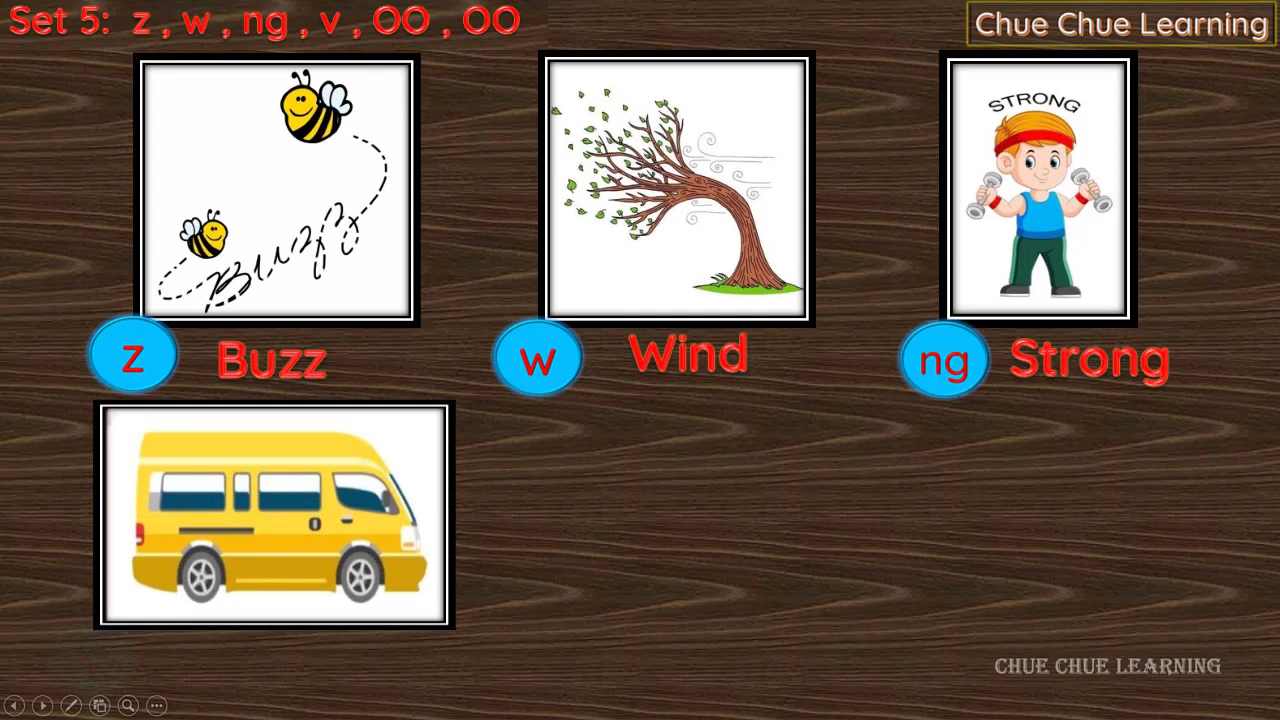 Set 5: z , w , ng , v , OO , OO
Chue Chue Learning
Buzz
STRONG
z Buzz
w Wind
ng Strong
CHUE CHUE LEARNING